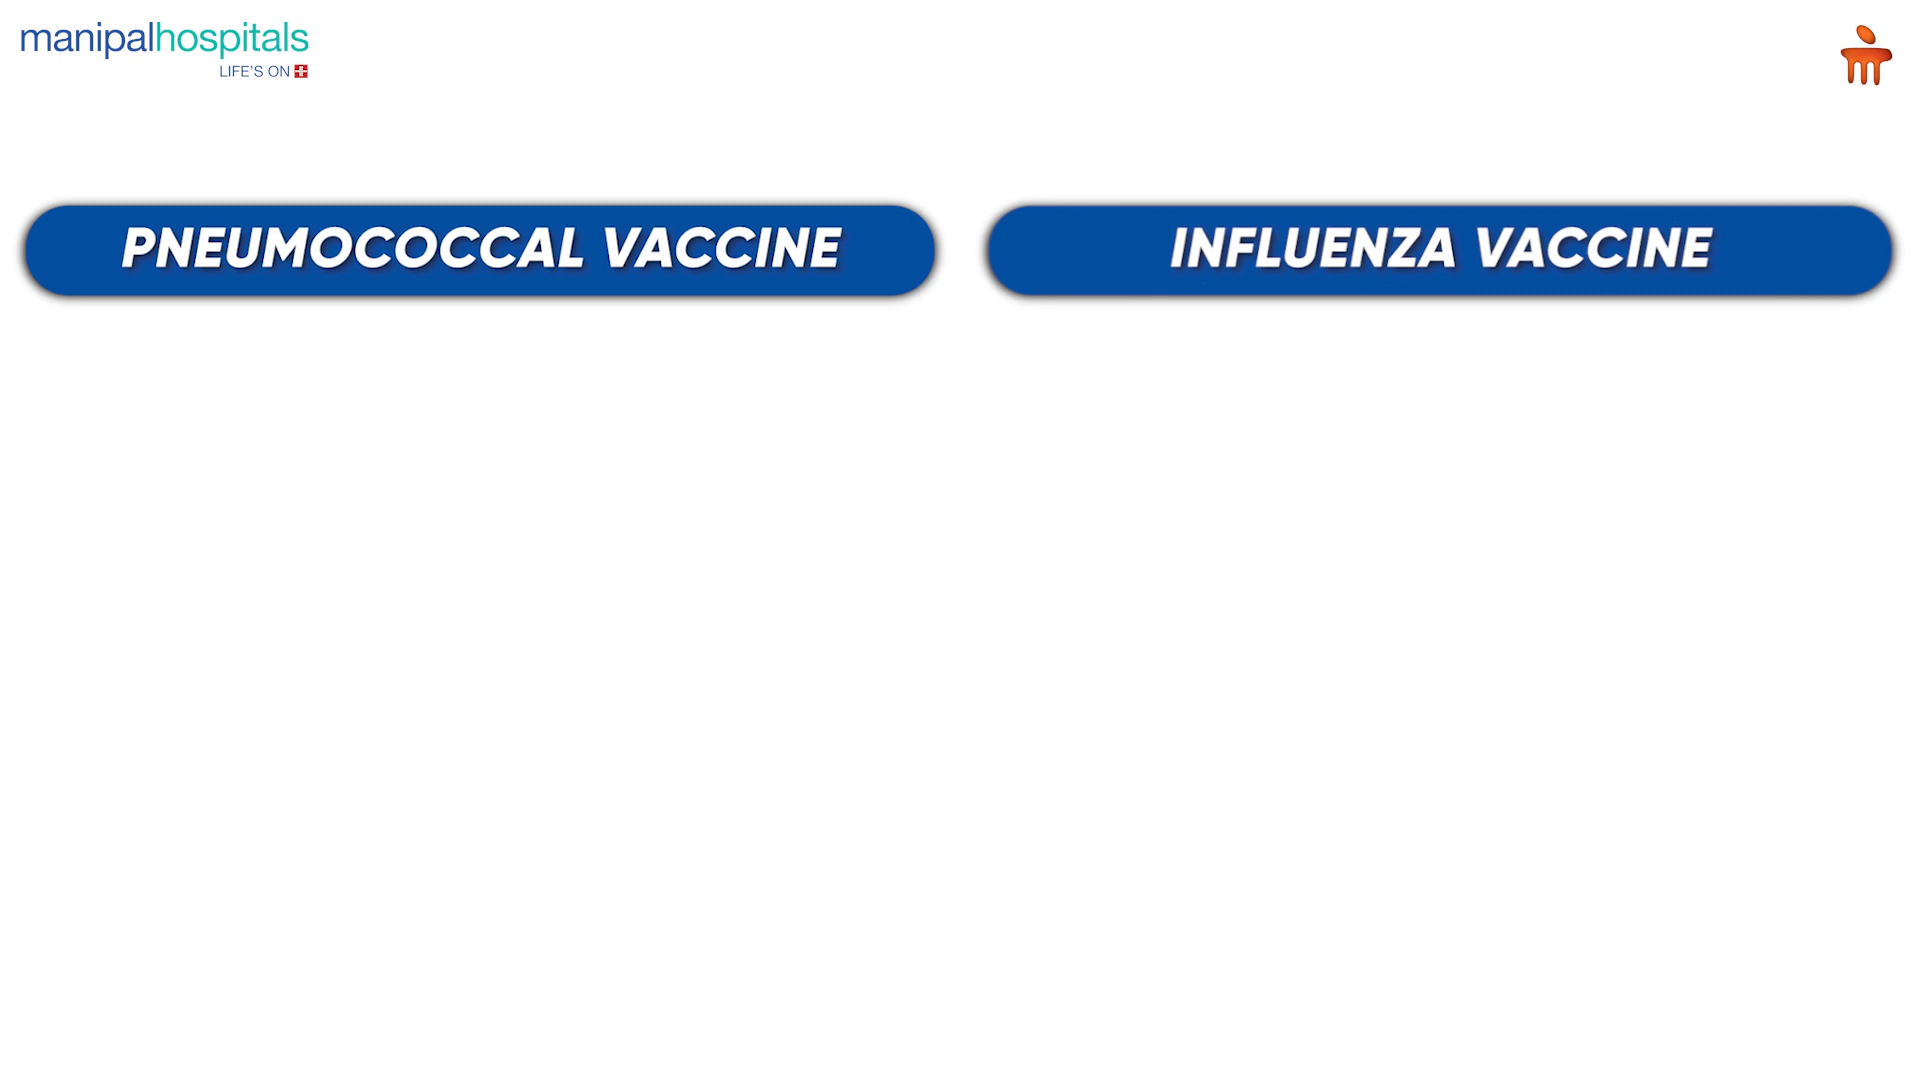 manipalhospitals
LIFE'S ON
PNEUMOCOCCAL VACCINE
INFLUENZA VACCINE